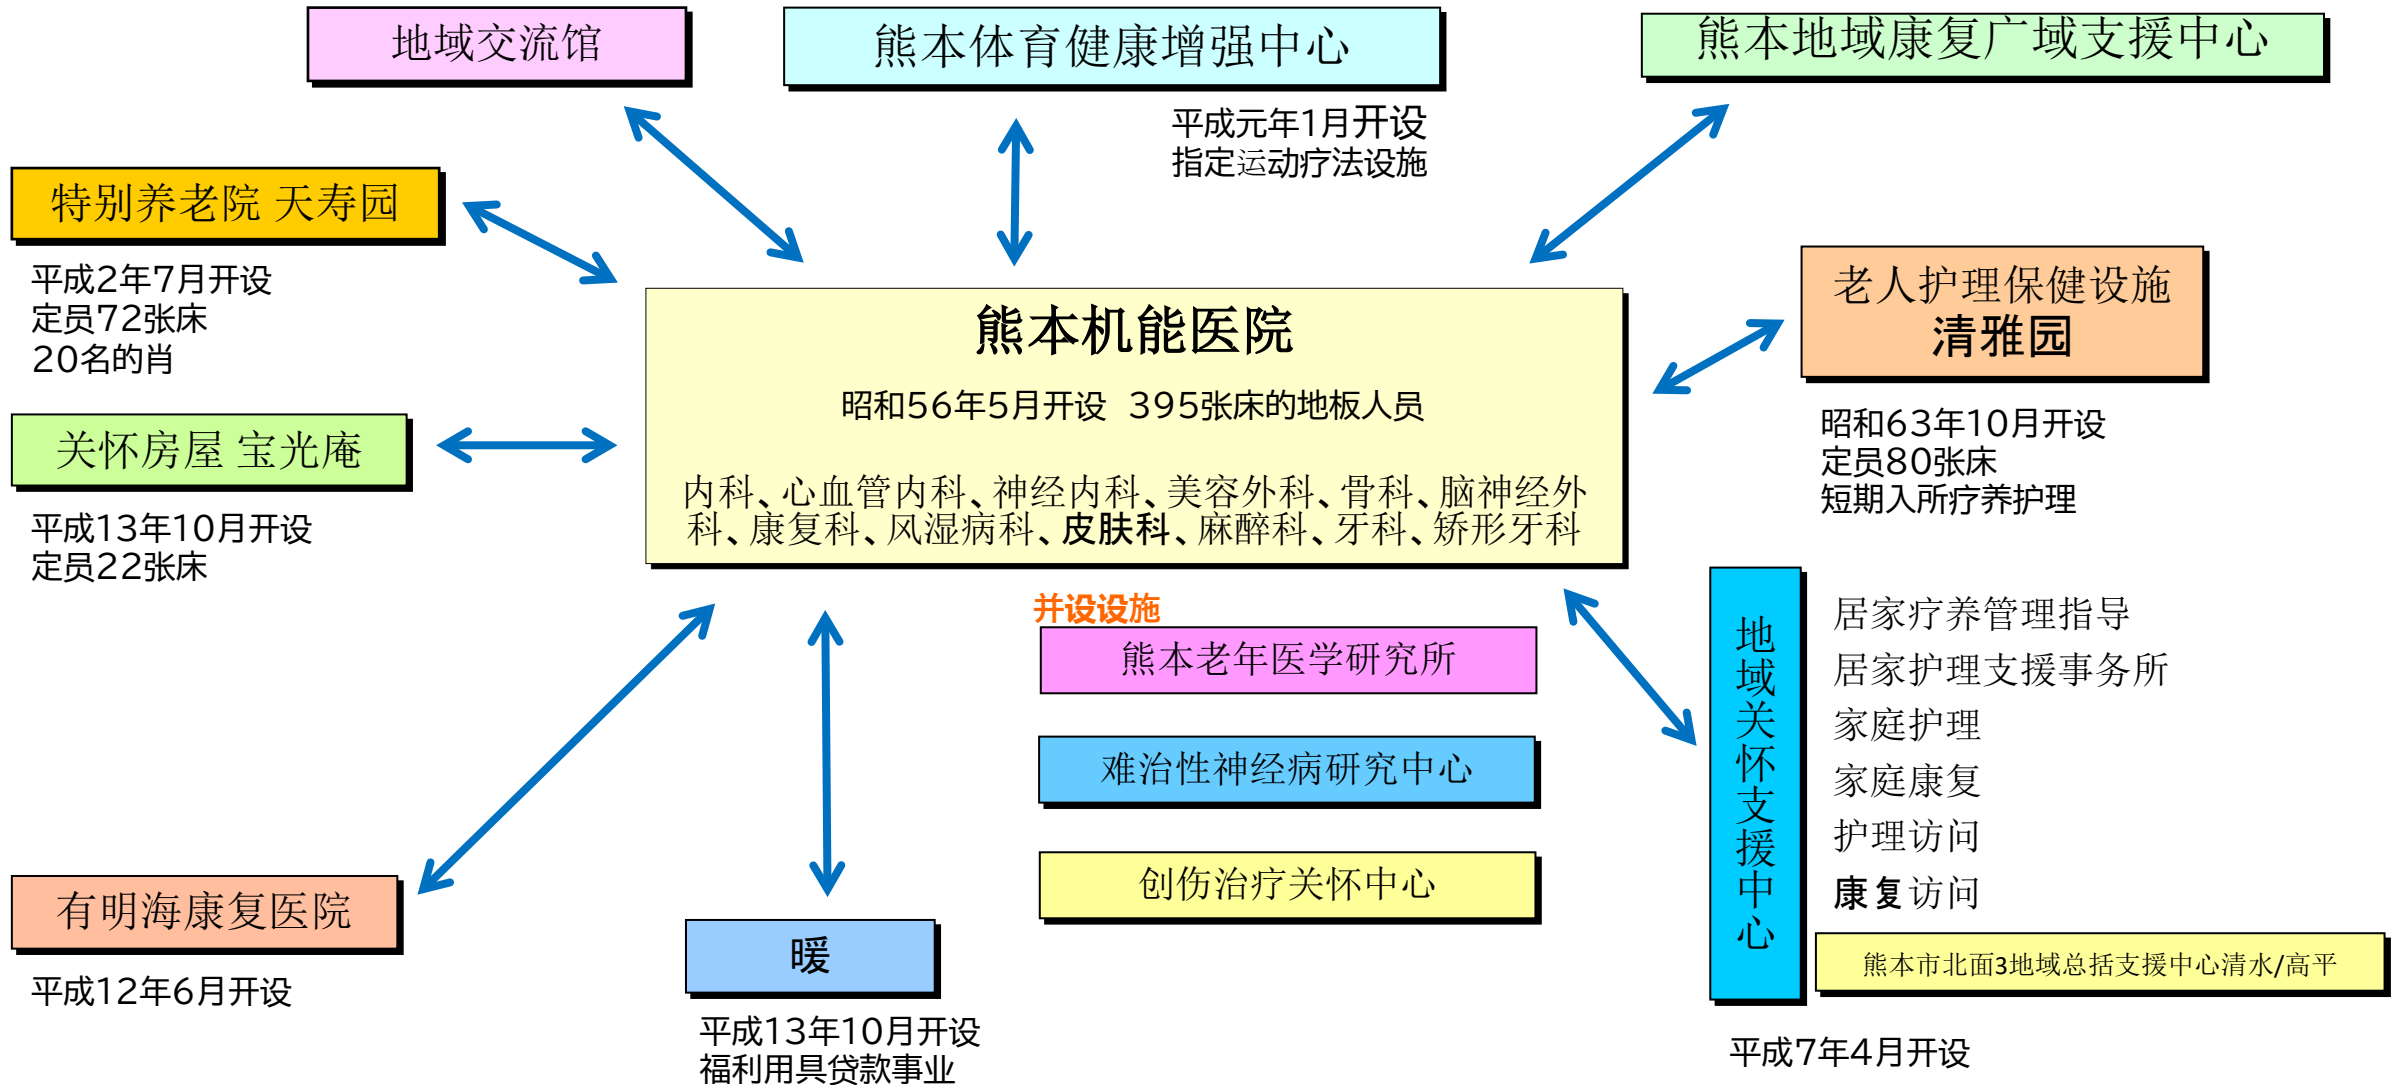 地域交流馆
熊本体育健康增强中心
熊本地域康复广域支援中心
平成元年1月开设
指定运动疗法设施
特别养老院 天寿园
平成2年7月开设
定员72张床
20名的肖
老人护理保健设施
清雅园
昭和63年10月开设
定员80张床
短期入所疗养护理
熊本机能医院
昭和56年5月开设 395张床的地板人员
内科、心血管内科、神经内科、美容外科、骨科、脑神经外
科、康复科、风湿病科、皮肤科、麻醉科、牙科、矫形牙科
关怀房屋 宝光庵
平成13年10月开设
定员22张床
并设设施
熊本老年医学研究所
难治性神经病研究中心
创伤治疗关怀中心
地域关怀支援中心
居家疗养管理指导
居家护理支援事务所
家庭护理
家庭康复
护理访问
康复访问
熊本市北面3地域总括支援中心清水/高平
平成7年4月开设
有明海康复医院
平成12年6月开设
暖
平成13年10月开设
福利用具贷款事业